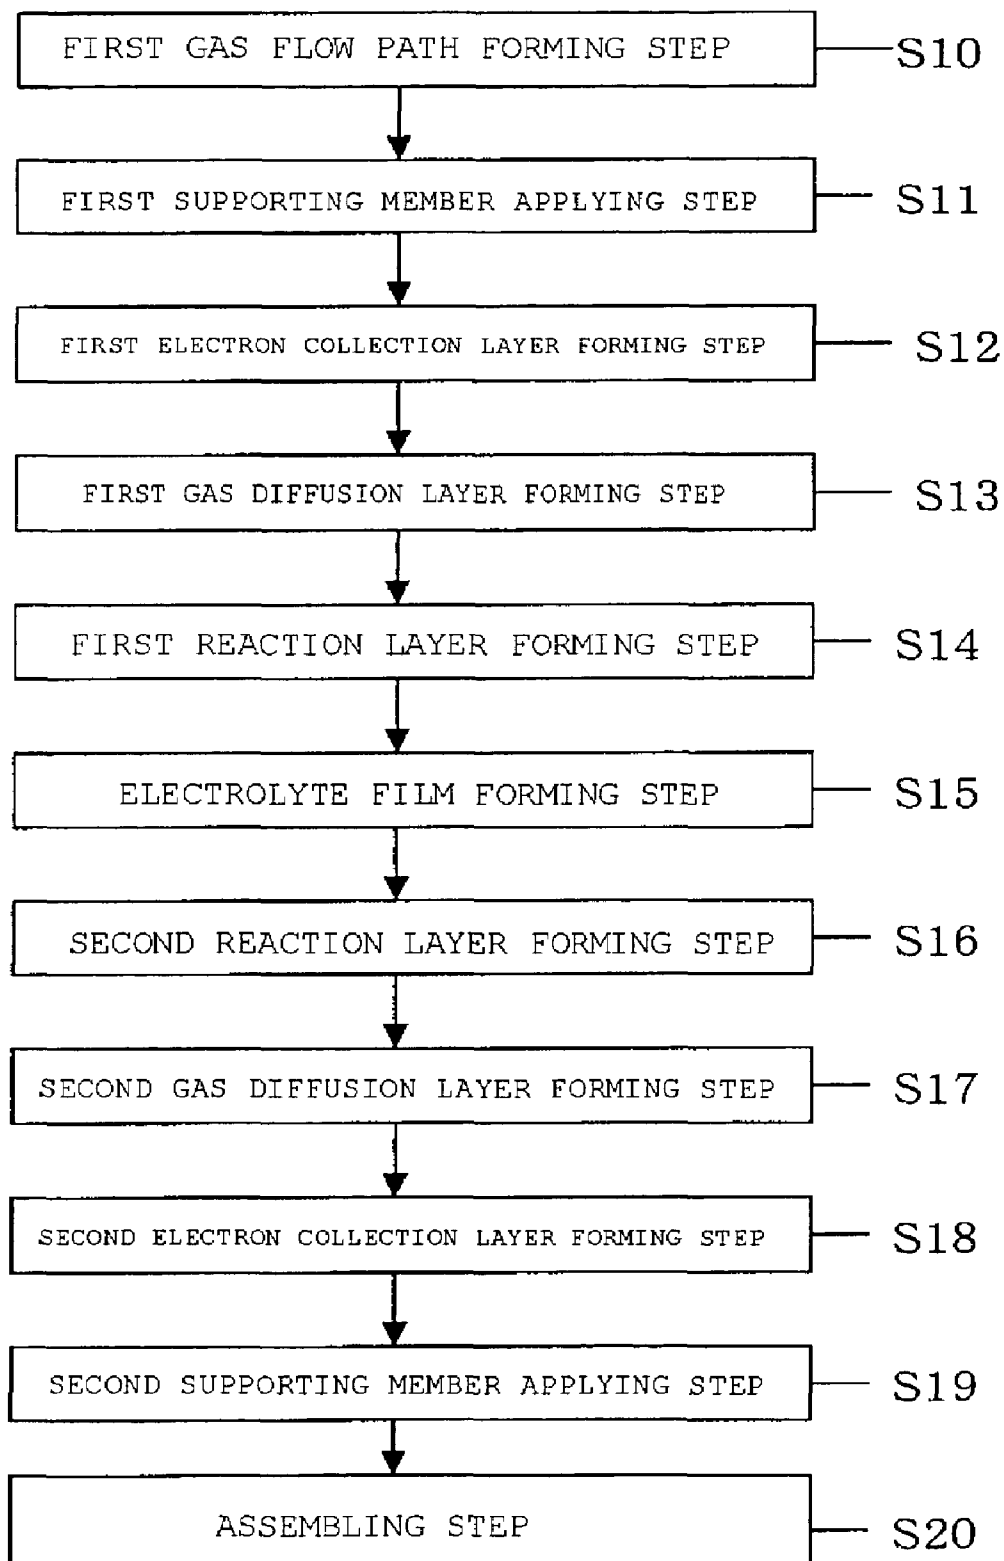 FIRST GAS FLOW PATH FORMING STEP S10
FIRST SUPPORTING MEMBER APPLYING STEP S11
FIRST ELECTRON COLLECTION LAYER FORMING STEP S12
FIRST GAS DIFFUSION LAYER FORMING STEP S13
FIRST REACTION LAYER FORMING STEP S14
ELECTROLYTE FILM FORMING STEP S15
SECOND REACTION LAYER FORMING STEP S16
SECOND GAS DIFFUSION LAYER FORMING STEP S17
SECOND ELECTRON COLLECTION LAYER FORMING STEP S18
SECOND SUPPORTING MEMBER APPLYING STEP S19
ASSEMBLING STEP S20